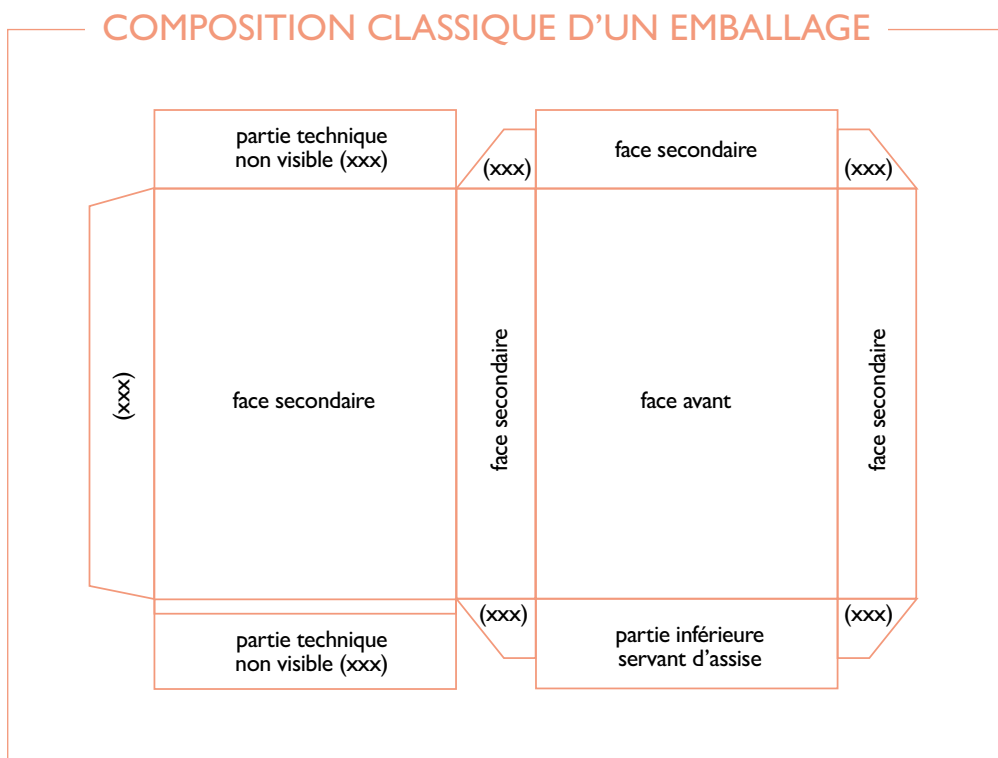 COMPOSITION CLASSIQUE D’UN EMBALLAGE
partie technique
non visible (xxx)
(xxx)
face secondaire
(xxx)
(xxx)
face secondaire
face secondaire
face avant
face secondaire
partie technique
non visible (xxx)
(xxx)
partie inférieure
servant d’assise
(xxx)